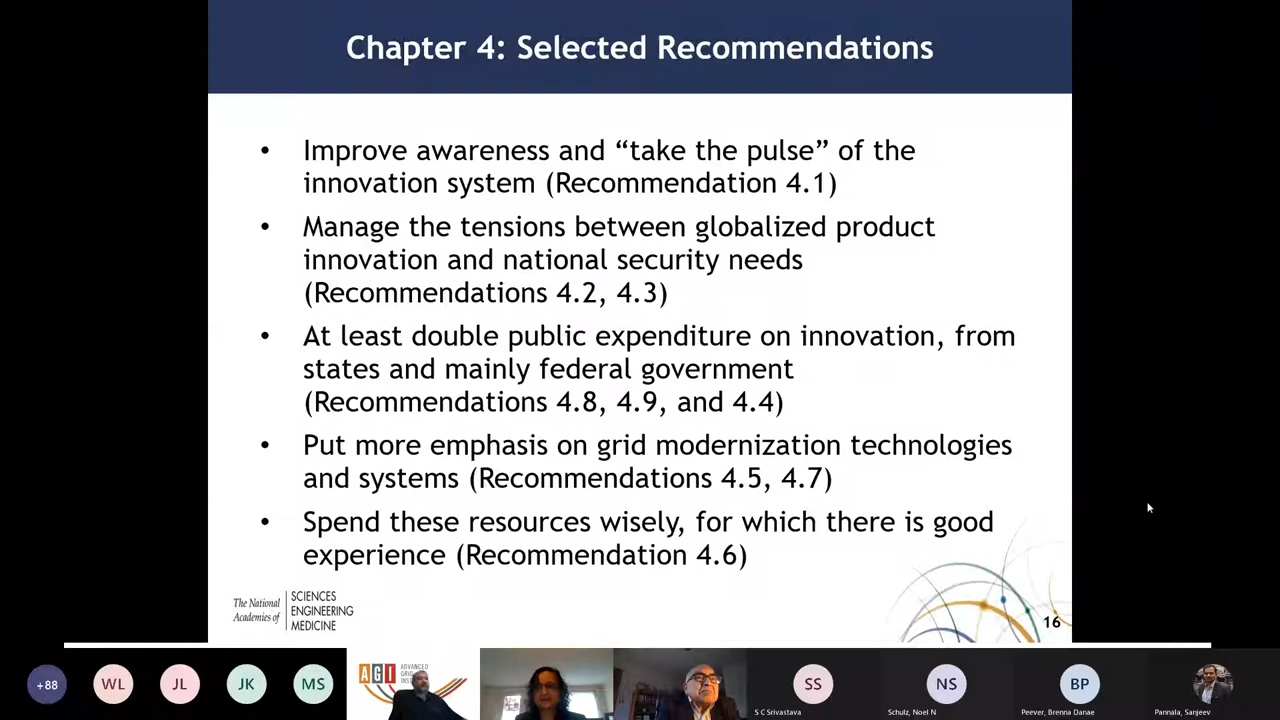 Chapter 4: Selected Recommendations
• Improve awareness and “take the pulse” of the
innovation system (Recommendation 4.1)
• Manage the tensions between globalized product
innovation and national security needs
(Recommendations 4.2, 4.3)
• At least double public expenditure on innovation, from
states and mainly federal government
(Recommendations 4.8, 4.9, and 4.4)
• Put more emphasis on grid modernization technologies
and systems (Recommendations 4.5, 4.7)
• Spend these resources wisely, for which there is good
experience (Recommendation 4.6)
The National
Academies of
SCIENCES
ENGINEERING
MEDICINE
16
+88
WL
JL
JK
MS
AGI
ADVANCED
GRID
SS
S C Srivastava
NS
Schulz, Noel N
BP
Peever, Brenna Danae
Pannala, Sanjeev